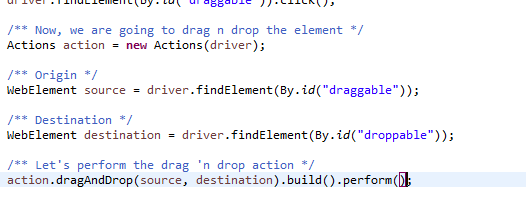 driver.findElement(By.id("draggable")).click();
/** Now, we are going to drag n drop the element */
Actions action = new Actions(driver);
/** Origin */
WebElement source = driver.findElement(By.id("draggable"));
/** Destination */
WebElement destination = driver.findElement(By.id("droppable"));
/** Let's perform the drag 'n drop action */
action.dragAndDrop(source, destination).build().perform();